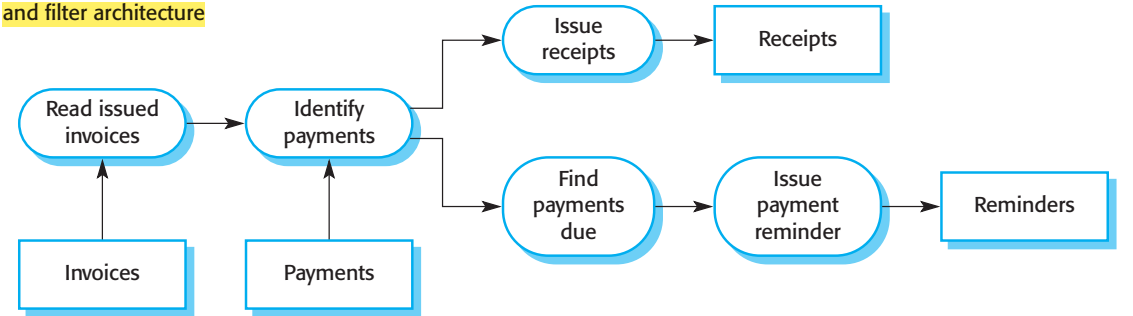 and filter architecture
Issue
receipts
Receipts
Read issued
invoices
Identify
payments
Find
payments
due
Issue
payment
reminder
Reminders
Invoices
Payments